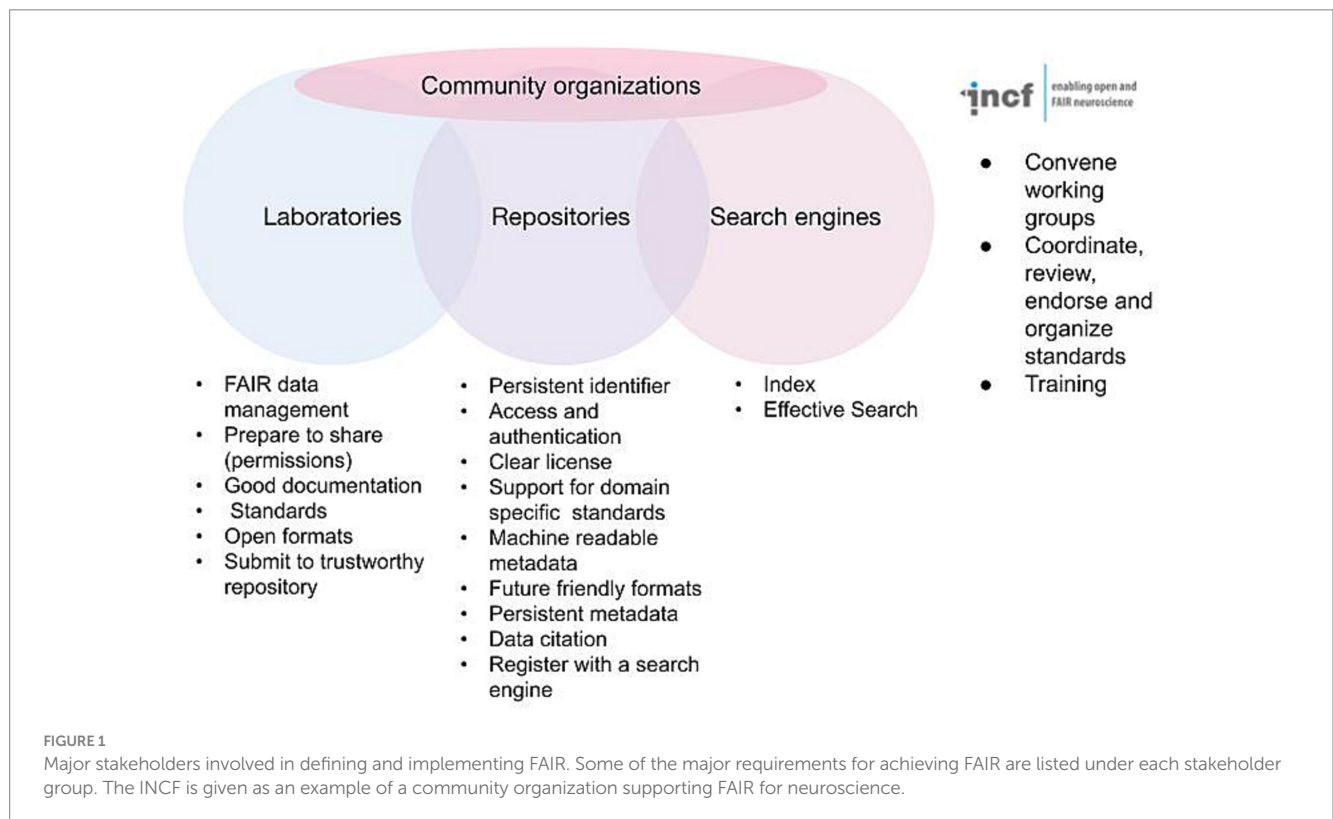 Community organizations
Laboratories
Repositories
Search engines
• FAIR data
management
• Prepare to share
(permissions)
• Good documentation
• Standards
• Open formats
• Submit to trustworthy
repository
• Persistent identifier
• Access and
authentication
• Clear license
• Support for domain
specific standards
• Machine readable
metadata
• Future friendly formats
• Persistent metadata
• Data citation
• Register with a search
engine
• Index
• Effective Search
incf
enabling open and
FAIR neuroscience
● Convene
working
groups
● Coordinate,
review,
endorse and
organize
standards
● Training
FIGURE 1
Major stakeholders involved in defining and implementing FAIR. Some of the major requirements for achieving FAIR are listed under each stakeholder
group. The INCF is given as an example of a community organization supporting FAIR for neuroscience.